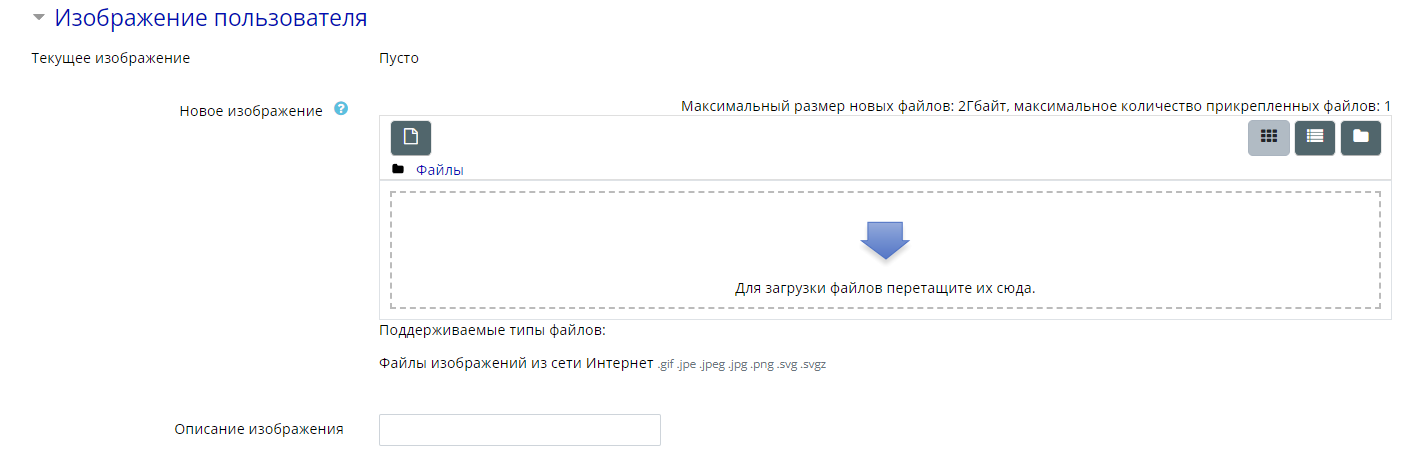 Изображение пользователя
Текущее изображение Пусто
Новое изображение ?
Максимальный размер новых файлов: 2Гбайт, максимальное количество прикрепленных файлов: 1
Файлы
Для загрузки файлов перетащите их сюда.
Поддерживаемые типы файлов:
Файлы изображений из сети Интернет .gif .jpe .jpeg .jpg .png .svg .svgz
Описание изображения